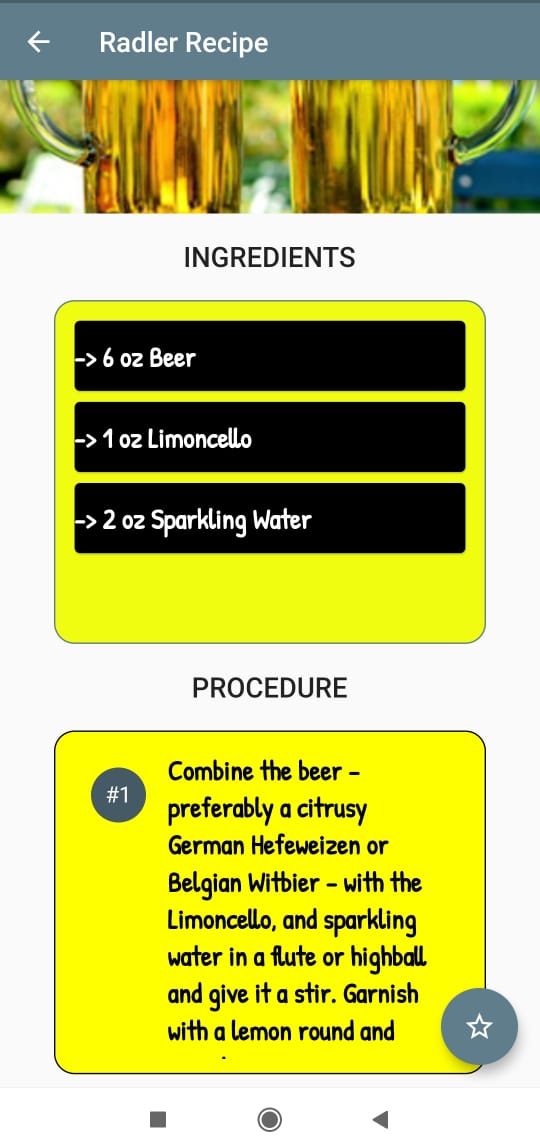 Radler Recipe
INGREDIENTS
-> 6 oz Beer
-> 1 oz Limoncello
-> 2 oz Sparkling Water
PROCEDURE
#1
Combine the beer –
preferably a citrusy
German Hefeweizen or
Belgian Witbier – with the
Limoncello, and sparkling
water in a flute or highball
and give it a stir. Garnish
with a lemon round and